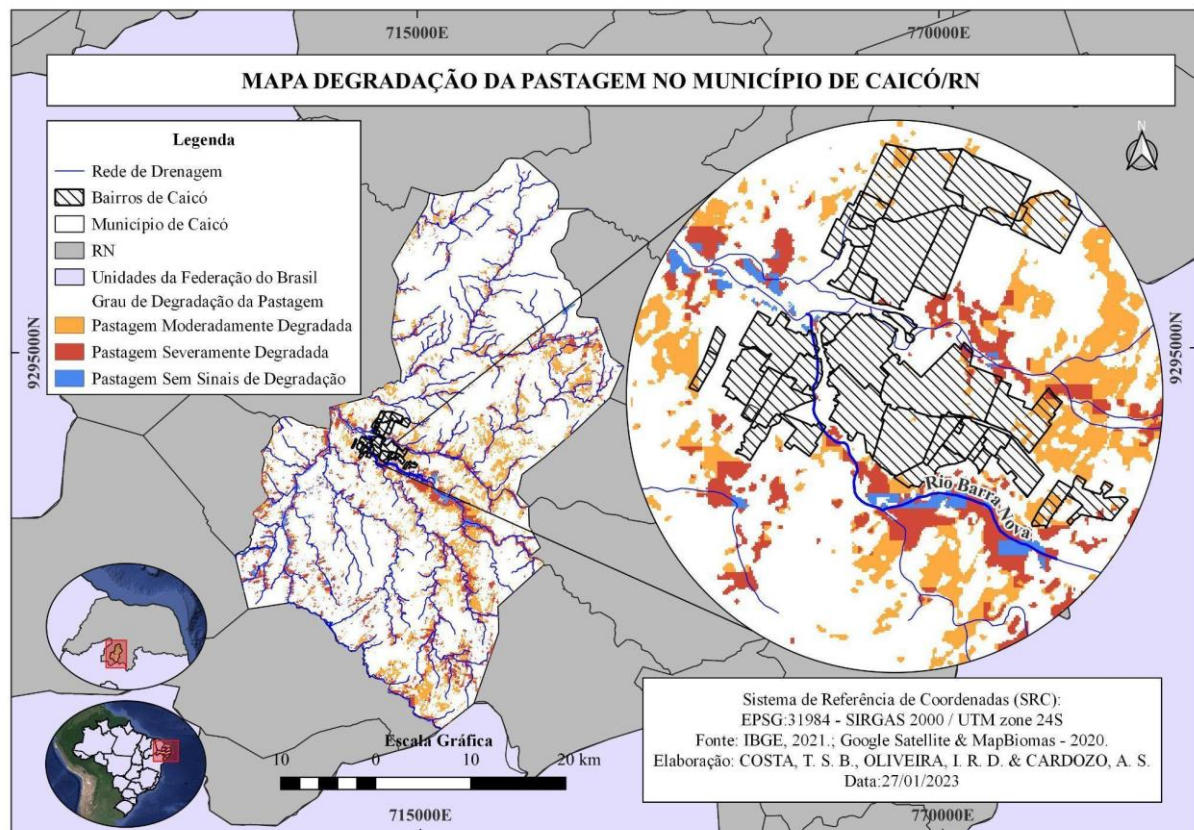 715000E
770000E
MAPA DEGRADAÇÃO DA PASTAGEM NO MUNICÍPIO DE CAICÓ/RN
Legenda
Rede de Drenagem
Bairros de Caicó
Município de Caicó
RN
Unidades da Federação do Brasil
Grau de Degradação da Pastagem
Pastagem Moderadamente Degradada
Pastagem Severamente Degradada
Pastagem Sem Sinais de Degradação
N
9295000N
9295000N
Rio Barra Nova
Escala Gráfica
10 0 10 20 km
Sistema de Referência de Coordenadas (SRC):
EPSG:31984 - SIRGAS 2000 / UTM zone 24S
Fonte: IBGE, 2021.; Google Satellite & MapBiomas - 2020.
Elaboração: COSTA, T. S. B., OLIVEIRA, I. R. D. & CARDOZO, A. S.
Data:27/01/2023
715000E
770000E